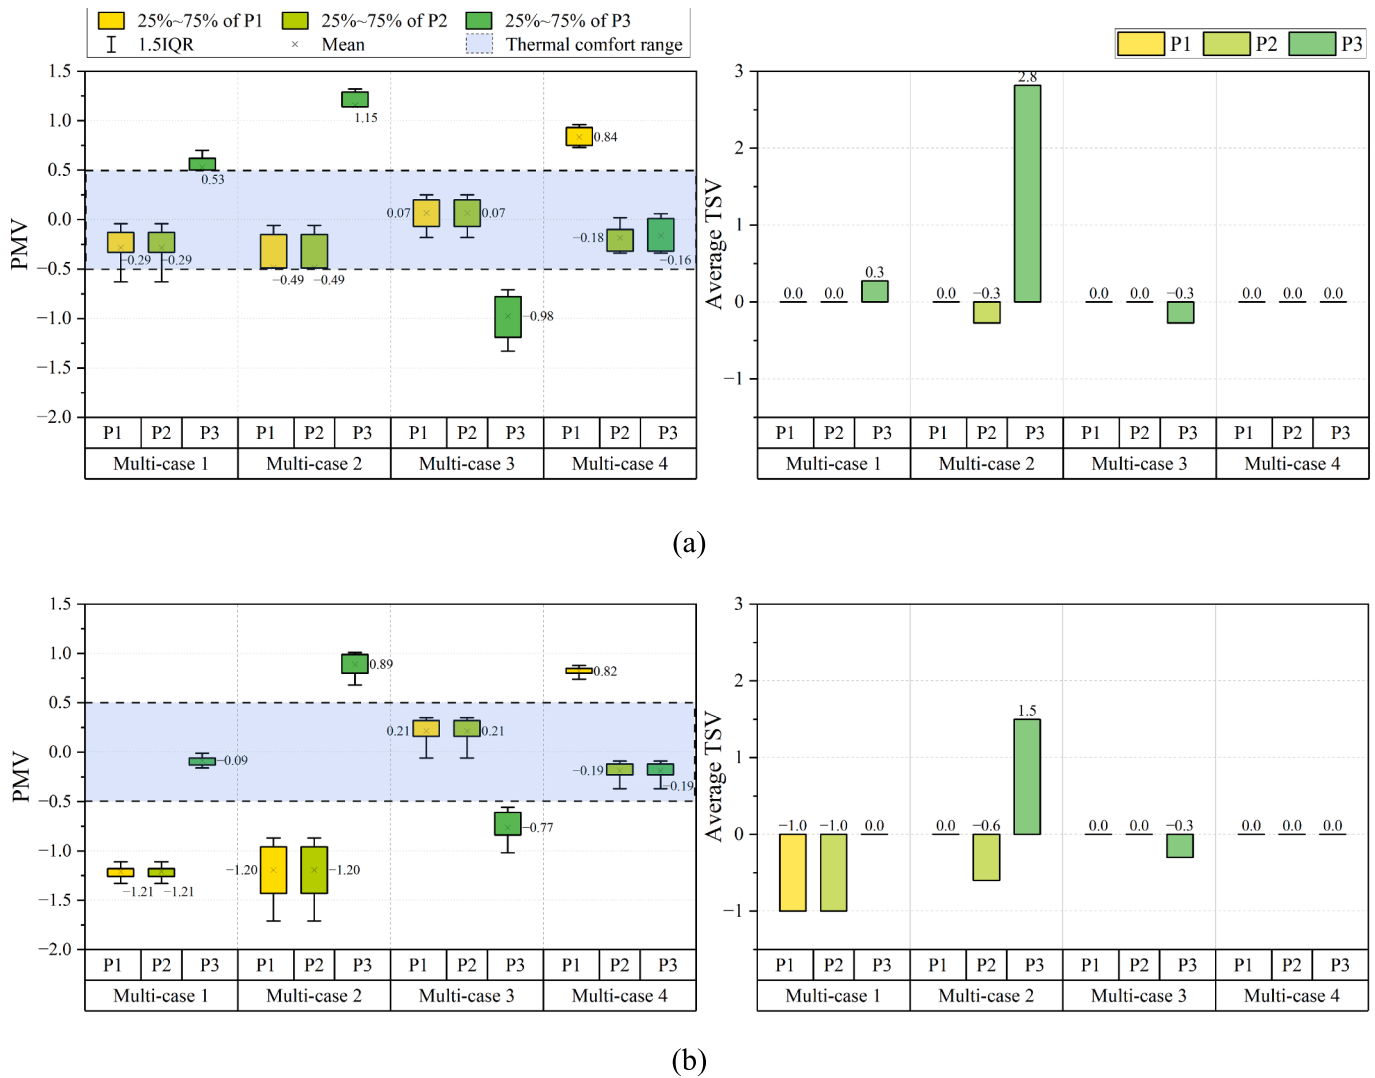 25%~75% of P1 25%~75% of P2 25%~75% of P3
1.5IQR Mean Thermal comfort range
PMV
1.5
1.0
0.5
0.0
−0.5
−1.0
−1.5
−2.0
−0.29 −0.29 0.53
−0.49 −0.49 1.15
0.07 0.07 −0.98
0.84 −0.18 −0.16
P1 P2 P3 P1 P2 P3 P1 P2 P3 P1 P2 P3
Multi-case 1 Multi-case 2 Multi-case 3 Multi-case 4
P1 P2 P3
Average TSV
3
2
1
0
−1
0.0 0.0 0.3
0.0 −0.3 2.8
0.0 0.0 −0.3
0.0 0.0 0.0
P1 P2 P3 P1 P2 P3 P1 P2 P3 P1 P2 P3
Multi-case 1 Multi-case 2 Multi-case 3 Multi-case 4
(a)
PMV
1.5
1.0
0.5
0.0
−0.5
−1.0
−1.5
−2.0
−1.21 −1.21 −0.09
−1.20 −1.20 0.89
0.21 0.21 −0.77
0.82 −0.19 −0.19
P1 P2 P3 P1 P2 P3 P1 P2 P3 P1 P2 P3
Multi-case 1 Multi-case 2 Multi-case 3 Multi-case 4
Average TSV
3
2
1
0
−1
−1.0 −1.0 0.0
0.0 −0.6 1.5
0.0 0.0 −0.3
0.0 0.0 0.0
P1 P2 P3 P1 P2 P3 P1 P2 P3 P1 P2 P3
Multi-case 1 Multi-case 2 Multi-case 3 Multi-case 4
(b)